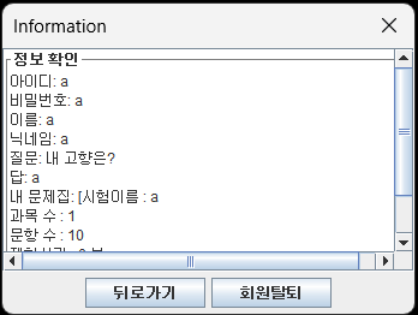 Information
정보 확인
아이디: a
비밀번호: a
이름: a
닉네임: a
질문: 내 고향은?
답: a
내 문제집: [시험이름 : a
과목 수 : 1
문항 수 : 10
뒤로가기
회원탈퇴